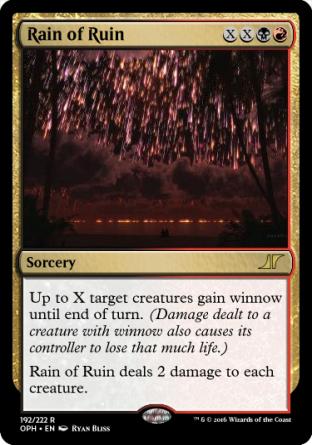 Rain of Ruin X X
Sorcery
Up to X target creatures gain winnow
until end of turn. (Damage dealt to a
creature with winnow also causes its
controller to lose that much life.)
Rain of Ruin deals 2 damage to each
creature.
192/222 R
OPH • EN Ryan Bliss
™ & © 2016 Wizards of the Coast